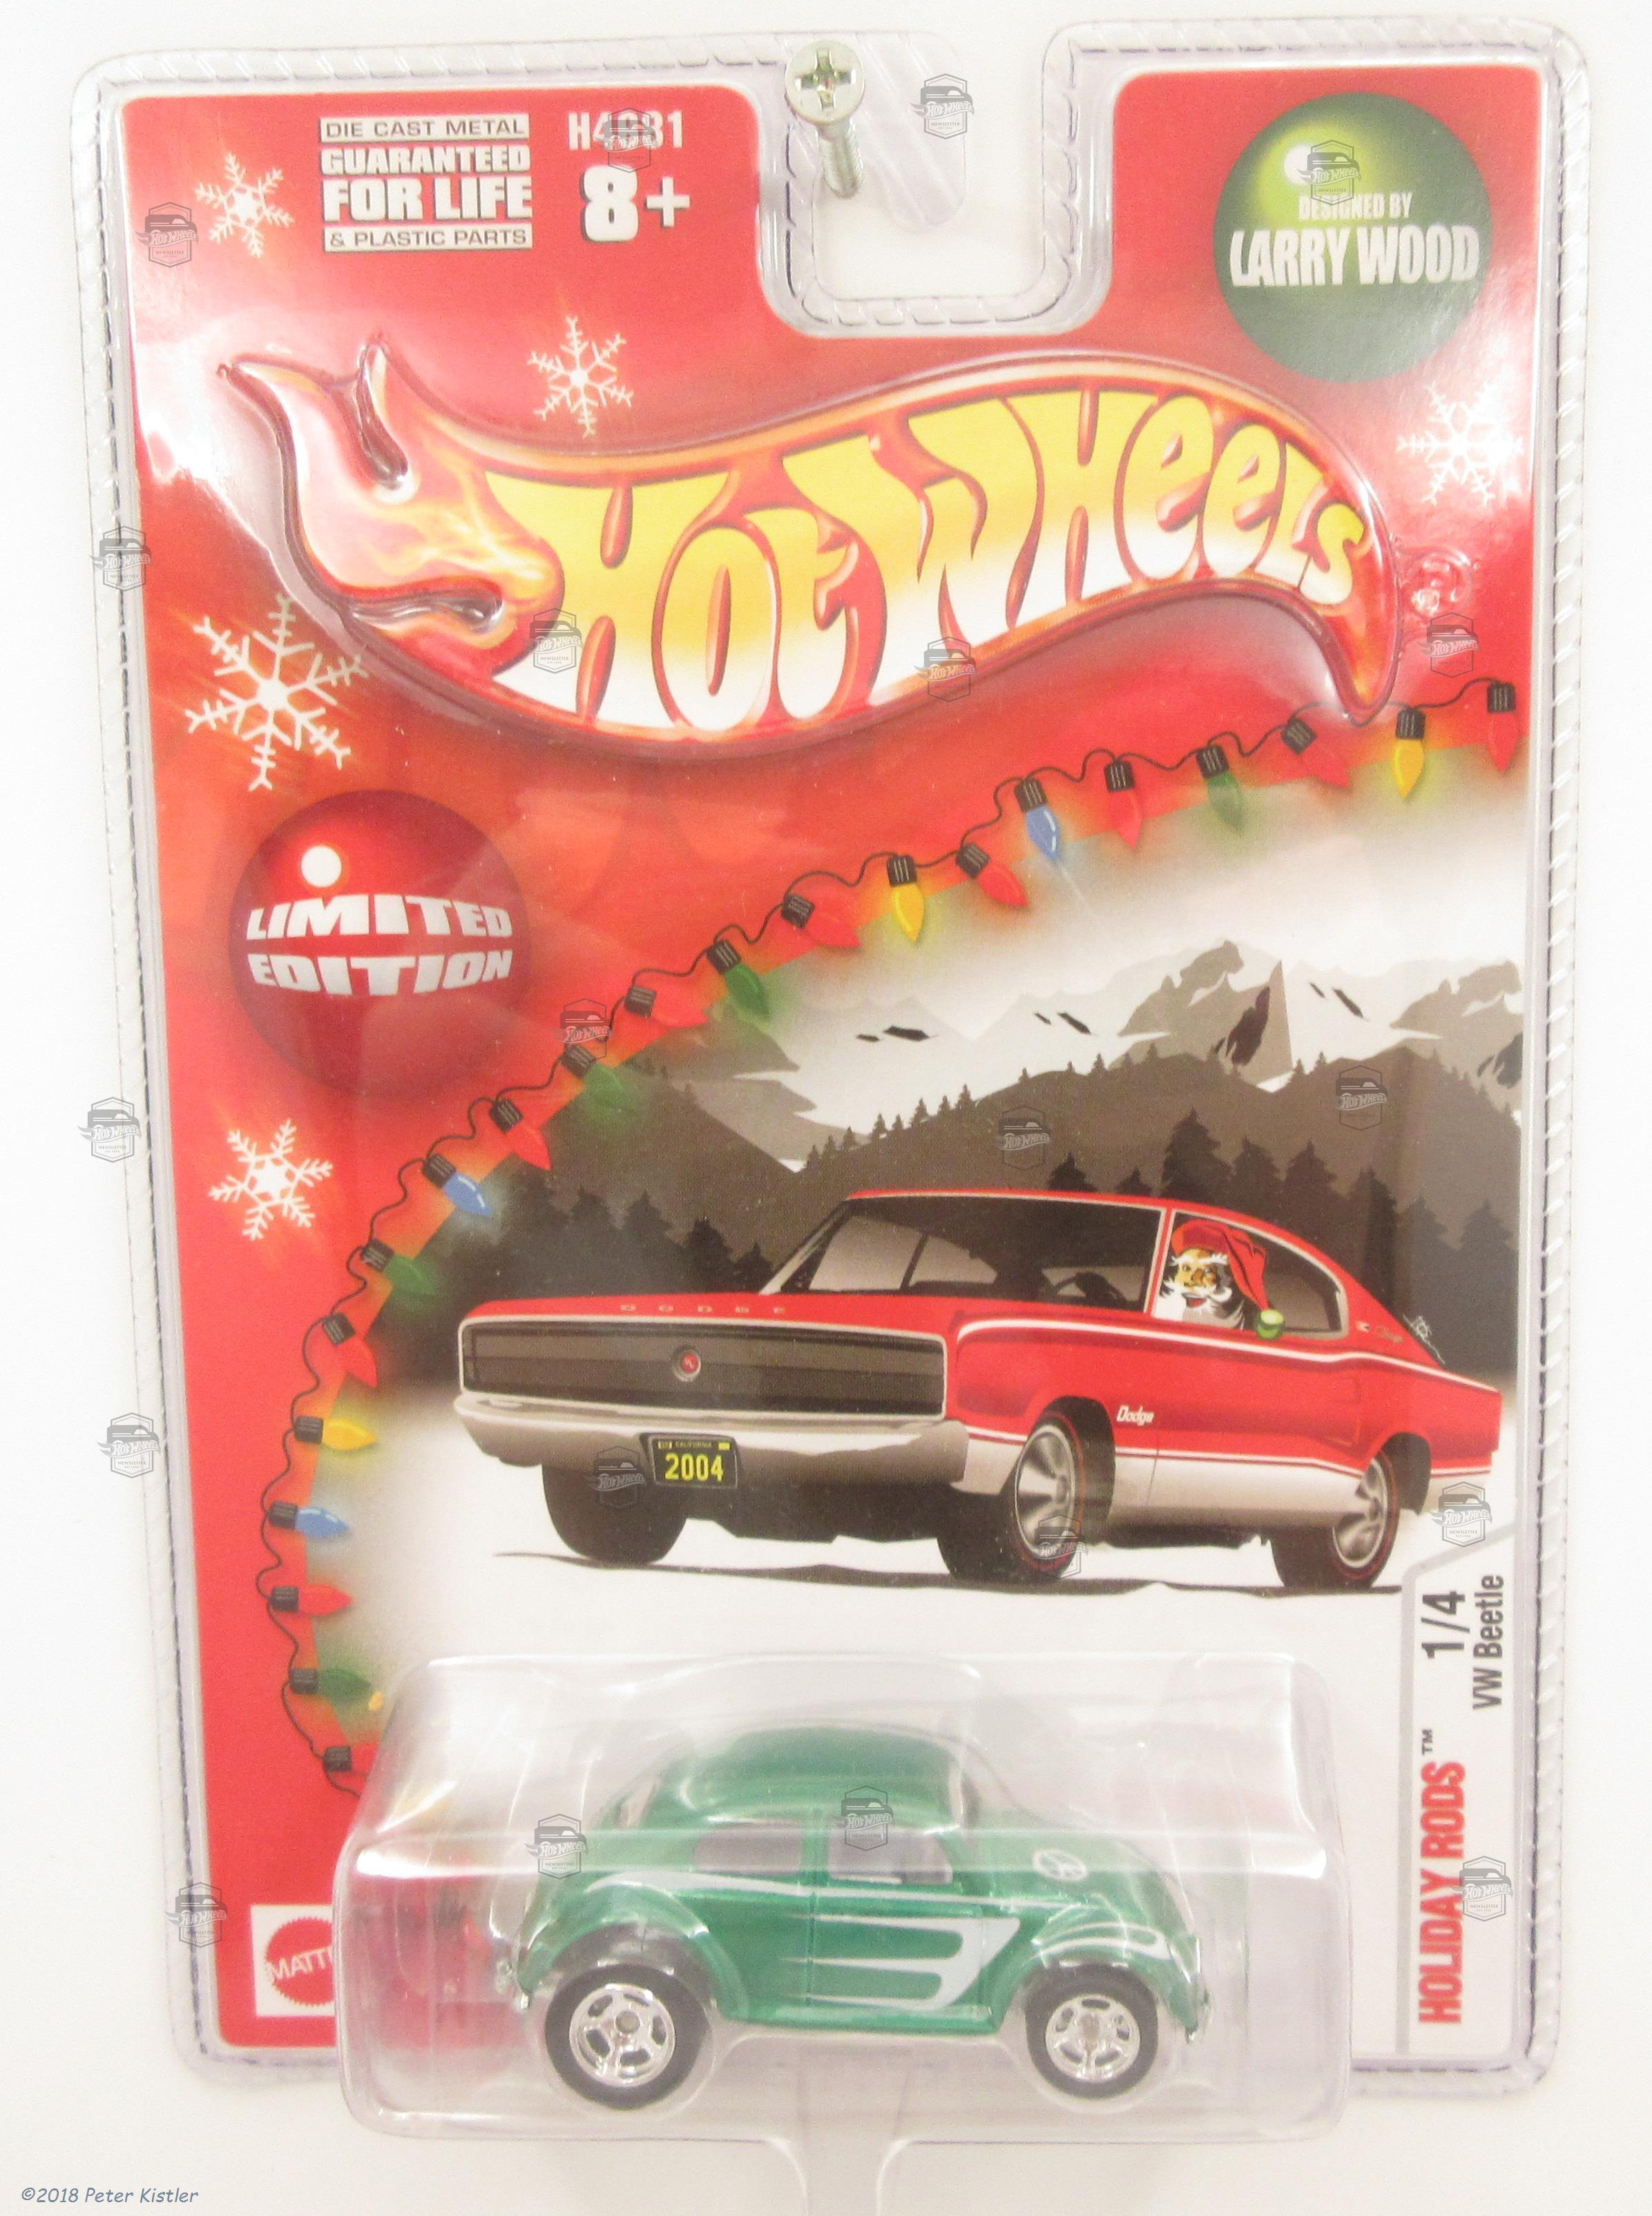 DIE CAST METAL
GUARANTEED
FOR LIFE
& PLASTIC PARTS
8+
DESIGNED BY
LARRY WOOD
HOT WHEELS
®
LIMITED
EDITION
DODGE
Dodge
CALIFORNIA
2004
HOLIDAY RODS™ 1/4
VW Beetle
©2018 Peter Kistler